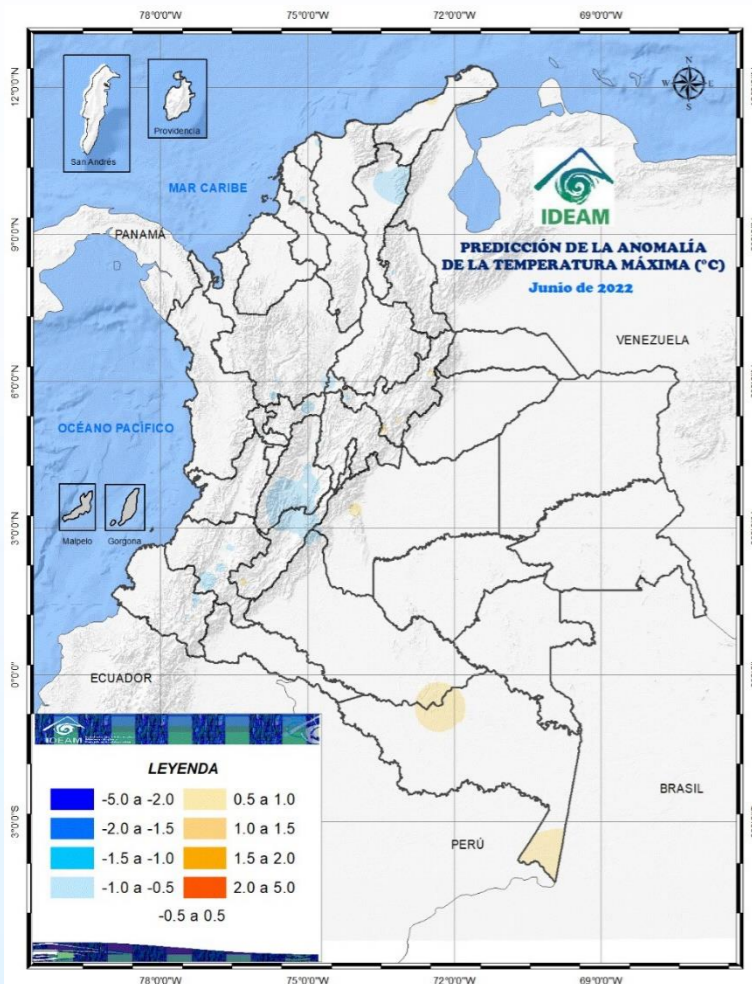 78°0'0"W 75°0'0"W 72°0'0"W 69°0'0"W
12°0'0"N
9°0'0"N
6°0'0"N
3°0'0"N
0°0'0"
3°0'0"S
N
W E
S
San Andrés
Providencia
MAR CARIBE
PANAMÁ
IDEAM
PREDICCIÓN DE LA ANOMALÍA
DE LA TEMPERATURA MÁXIMA (°C)
Junio de 2022
VENEZUELA
OCÉANO PACÍFICO
Malpelo
Gorgona
ECUADOR
BRASIL
PERÚ
IDEAM
LEYENDA
-5.0 a -2.0 0.5 a 1.0
-2.0 a -1.5 1.0 a 1.5
-1.5 a -1.0 1.5 a 2.0
-1.0 a -0.5 2.0 a 5.0
-0.5 a 0.5
78°0'0"W 75°0'0"W 72°0'0"W 69°0'0"W